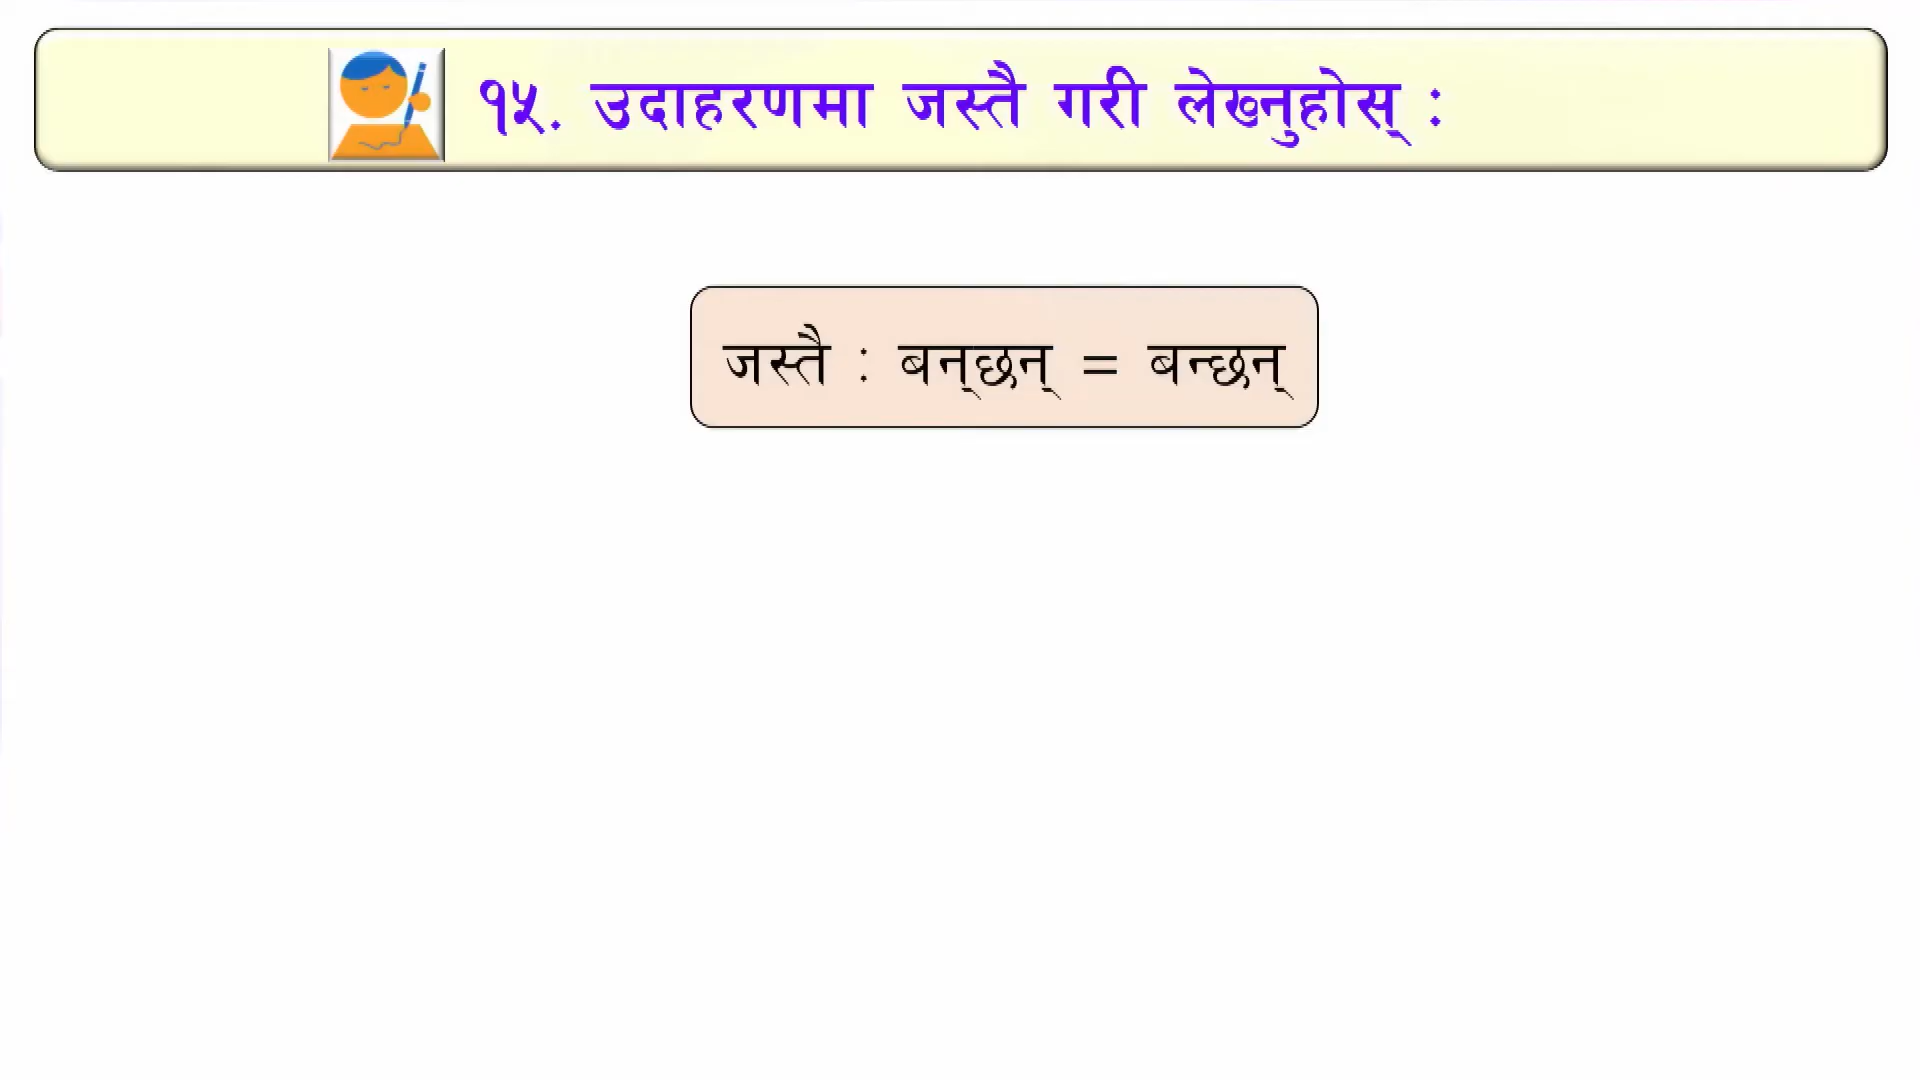 १५. उदाहरणमा जस्तै गरी लेख्नुहोस् :
जस्तै : बन्‌छन् = बन्छन्